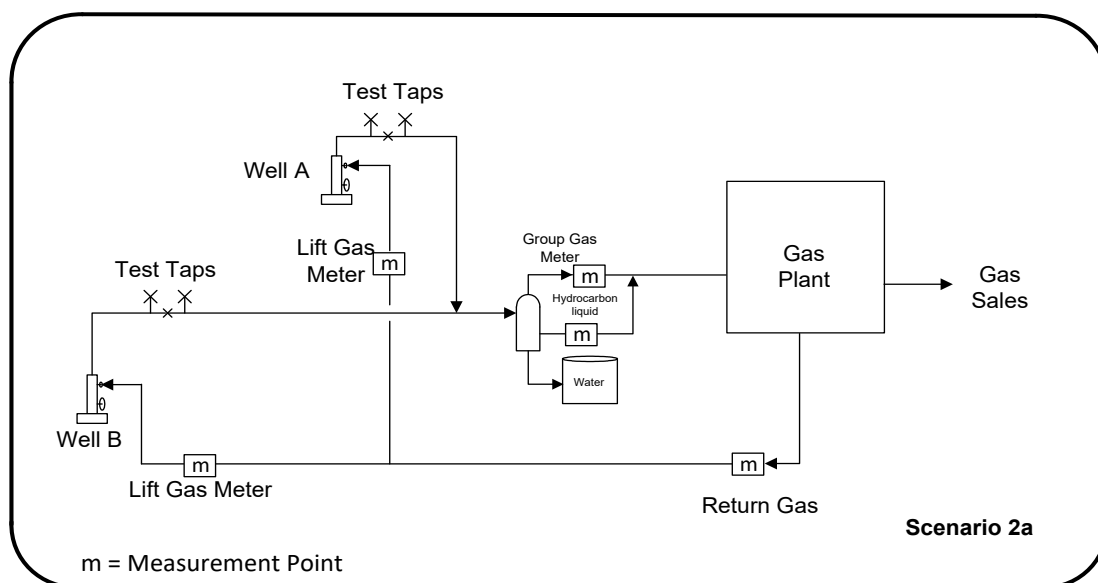 Test Taps
Well A
Lift Gas
Meter
m
Group Gas
Meter
m
Hydrocarbon
liquid
m
Water
Gas
Plant
Gas
Sales
Test Taps
Well B
m
Lift Gas Meter
m
Return Gas
Scenario 2a
m = Measurement Point